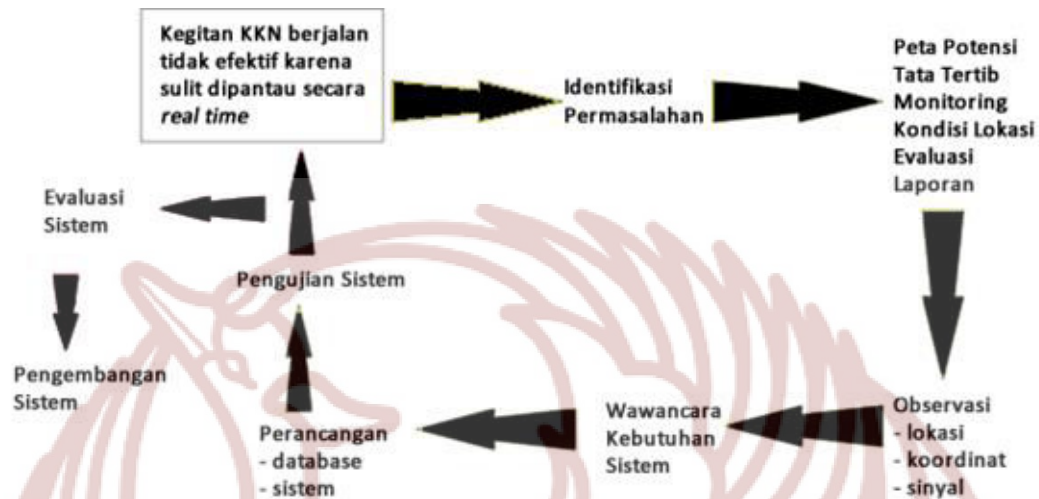 Kegitan KKN berjalan
tidak efektif karena
sulit dipantau secara
real time
Identifikasi
Permasalahan
Peta Potensi
Tata Tertib
Monitoring
Kondisi Lokasi
Evaluasi
Laporan
Observasi
- lokasi
- koordinat
- sinyal
Wawancara
Kebutuhan
Sistem
Perancangan
- database
- sistem
Pengujian Sistem
Evaluasi
Sistem
Pengembangan
Sistem